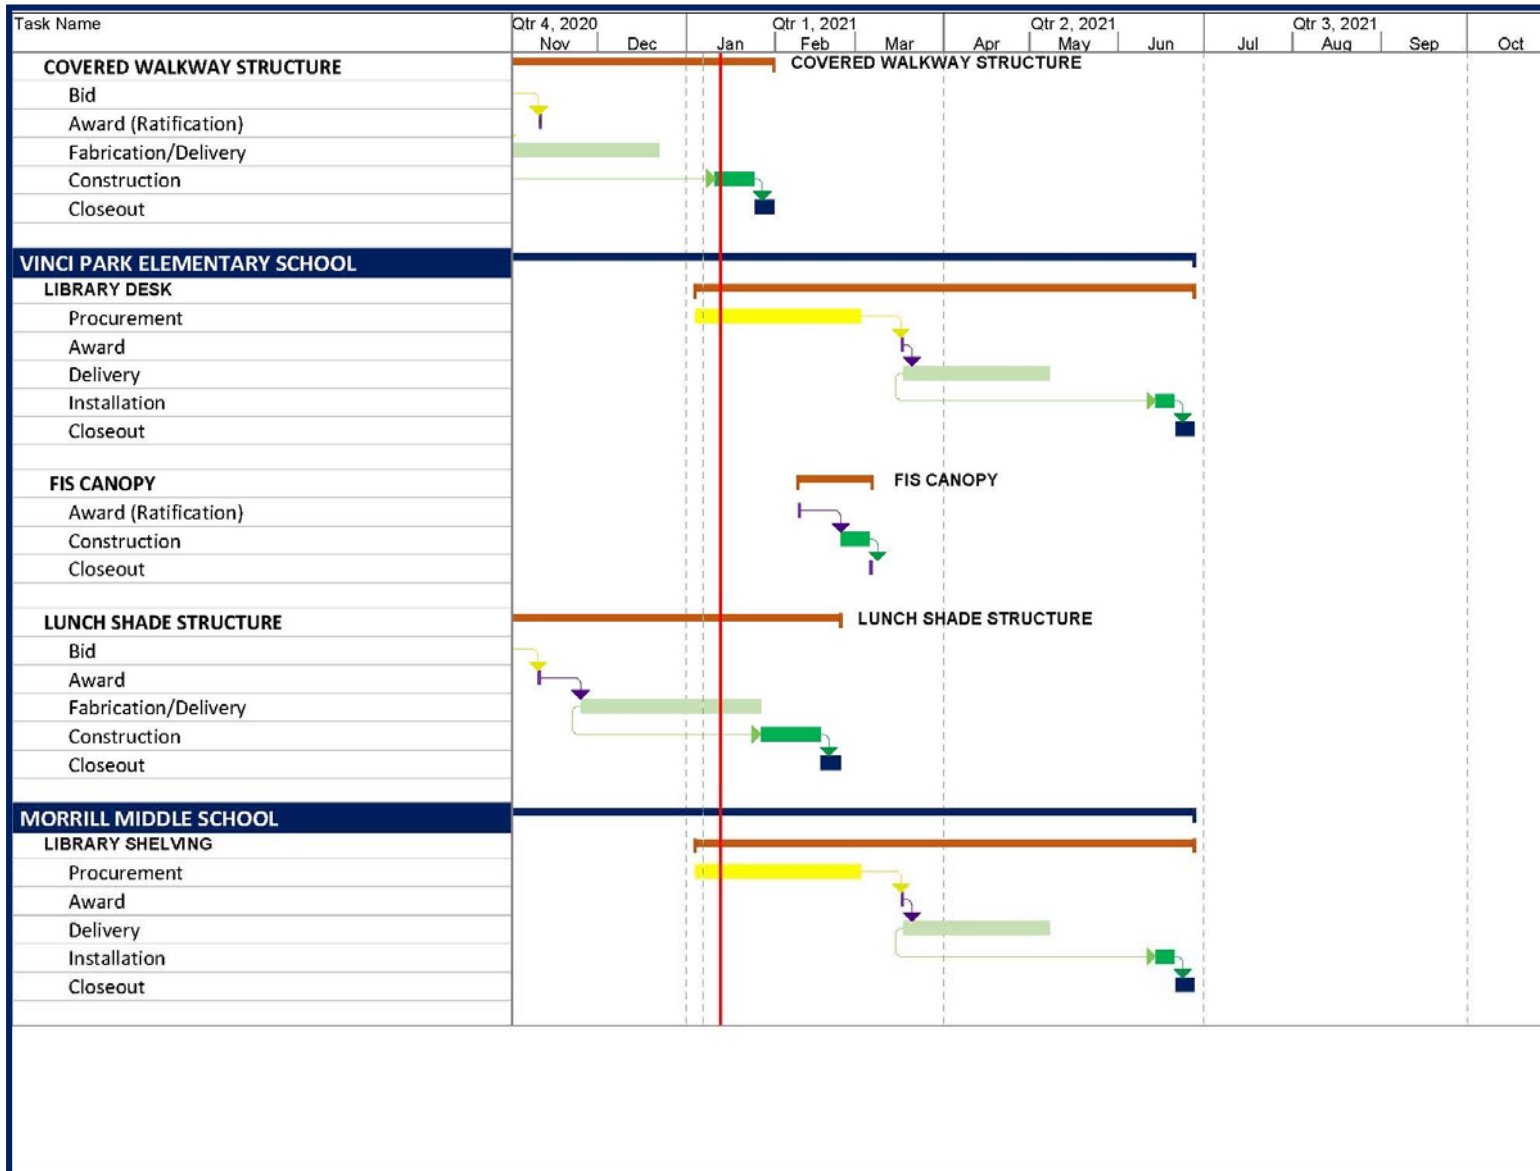 Task Name Qtr 4, 2020 Qtr 1, 2021 Qtr 2, 2021 Qtr 3, 2021
Nov Dec Jan Feb Mar Apr May Jun Jul Aug Sep Oct
COVERED WALKWAY STRUCTURE COVERED WALKWAY STRUCTURE
Bid
Award (Ratification)
Fabrication/Delivery
Construction
Closeout
VINCI PARK ELEMENTARY SCHOOL
LIBRARY DESK
Procurement
Award
Delivery
Installation
Closeout
FIS CANOPY FIS CANOPY
Award (Ratification)
Construction
Closeout
LUNCH SHADE STRUCTURE LUNCH SHADE STRUCTURE
Bid
Award
Fabrication/Delivery
Construction
Closeout
MORRILL MIDDLE SCHOOL
LIBRARY SHELVING
Procurement
Award
Delivery
Installation
Closeout